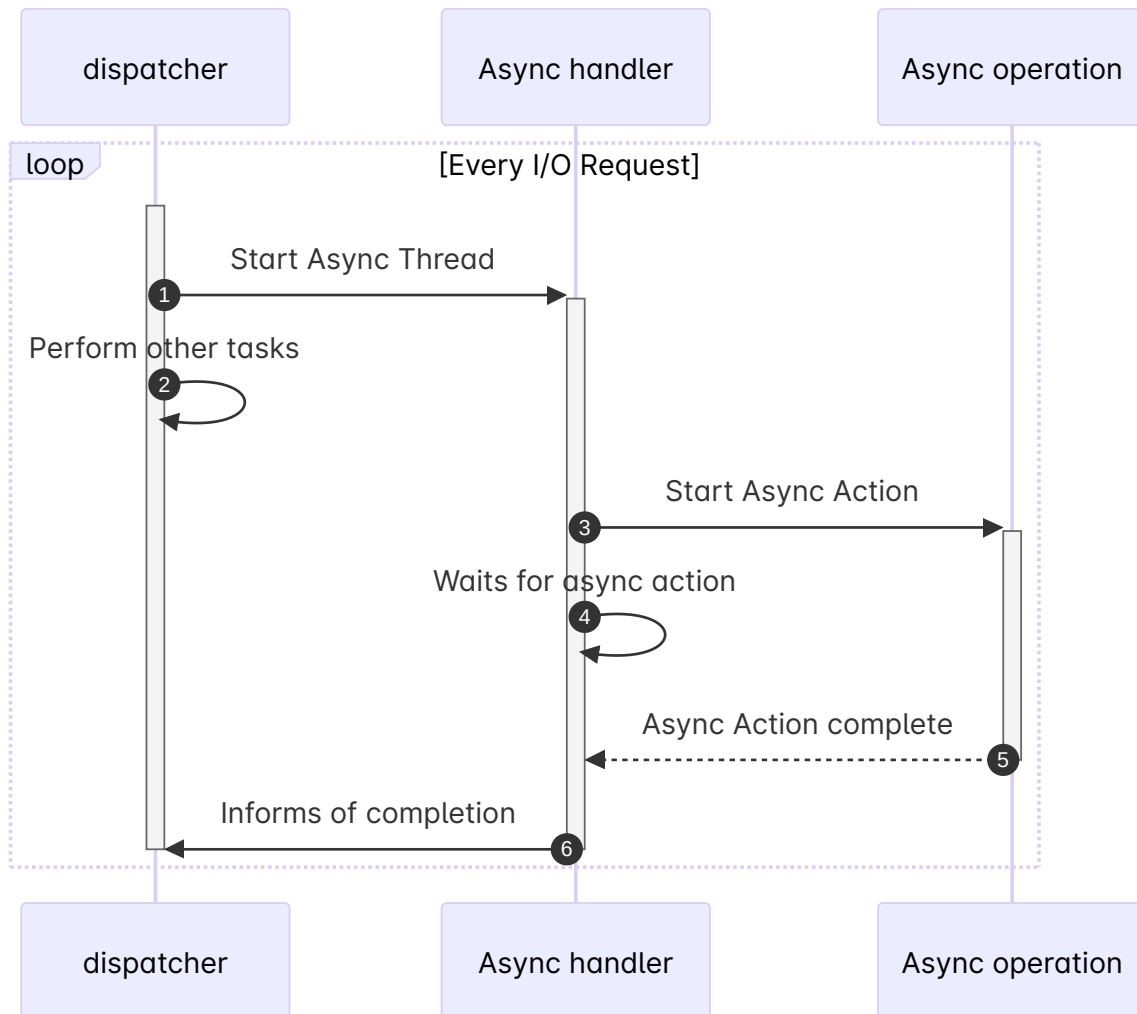 dispatcher
Async handler
Async operation
loop
[Every I/O Request]
Start Async Thread
1
Perform other tasks
2
Start Async Action
3
Waits for async action
4
Async Action complete
5
Informs of completion
6
dispatcher
Async handler
Async operation